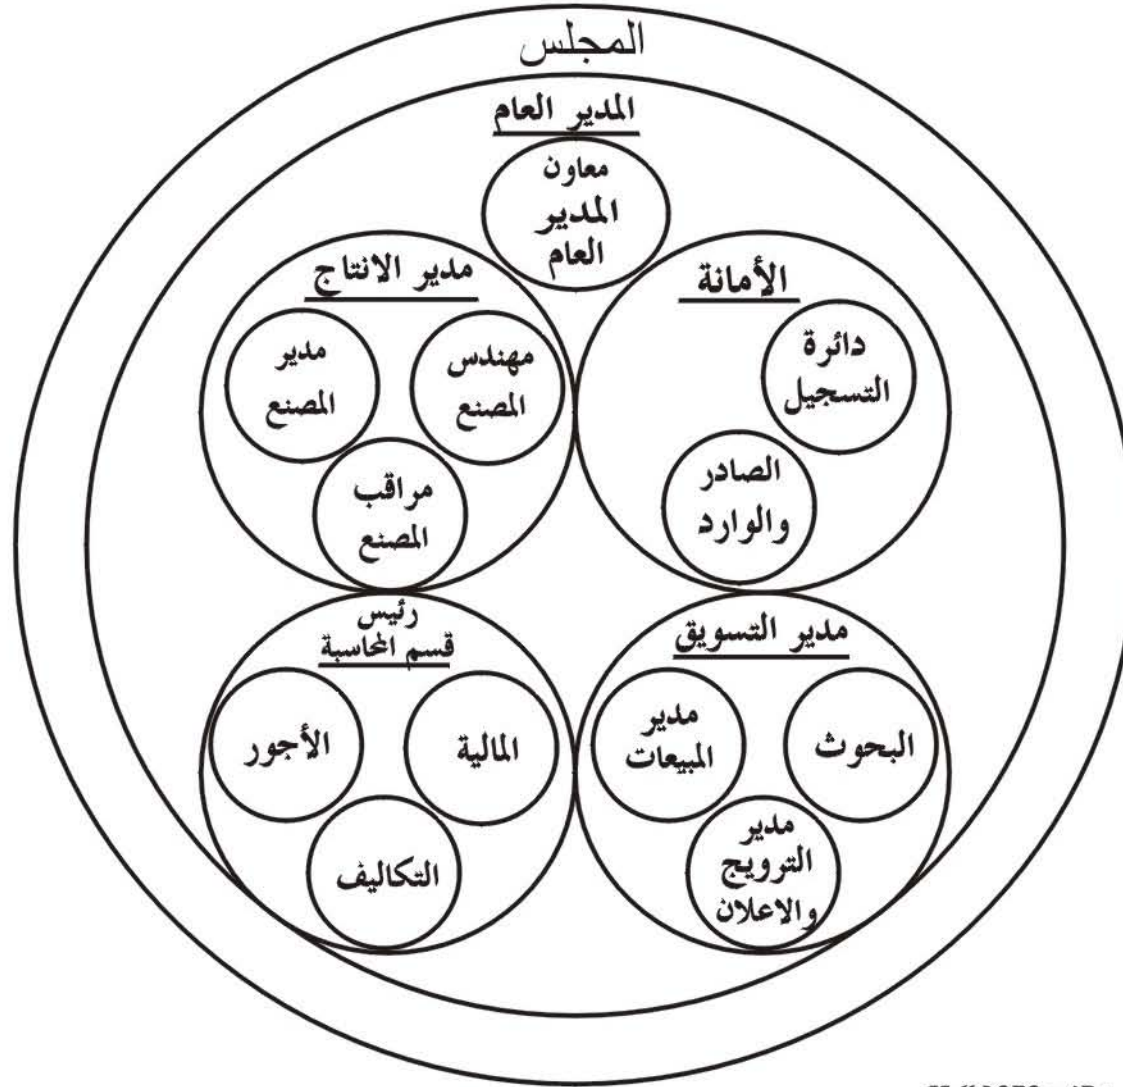 المجلس
المدير العام
معاون
المدير
العام
الأمانة
دائرة
التسجيل
الصادر
والوارد
مدير الانتاج
مهندس
المصنع
مدير
المصنع
مراقب
المصنع
مدير التسويق
البحوث
مدير
المبيعات
مدير
الترويج
والاعلان
رئيس
قسم المحاسبة
المالية
الأجور
التكاليف